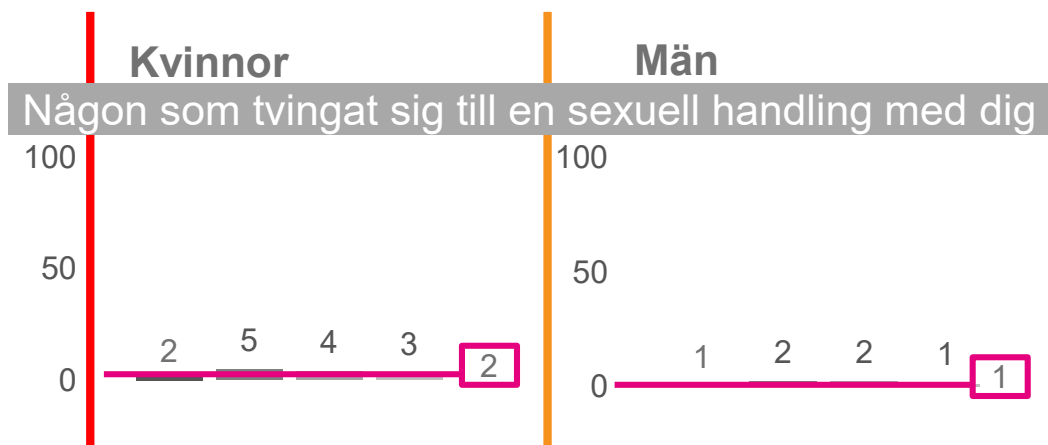 Kvinnor Män
Någon som tvingat sig till en sexuell handling med dig
100 100
50 50
2 5 4 3 2 1 2 2 1 1
0 0